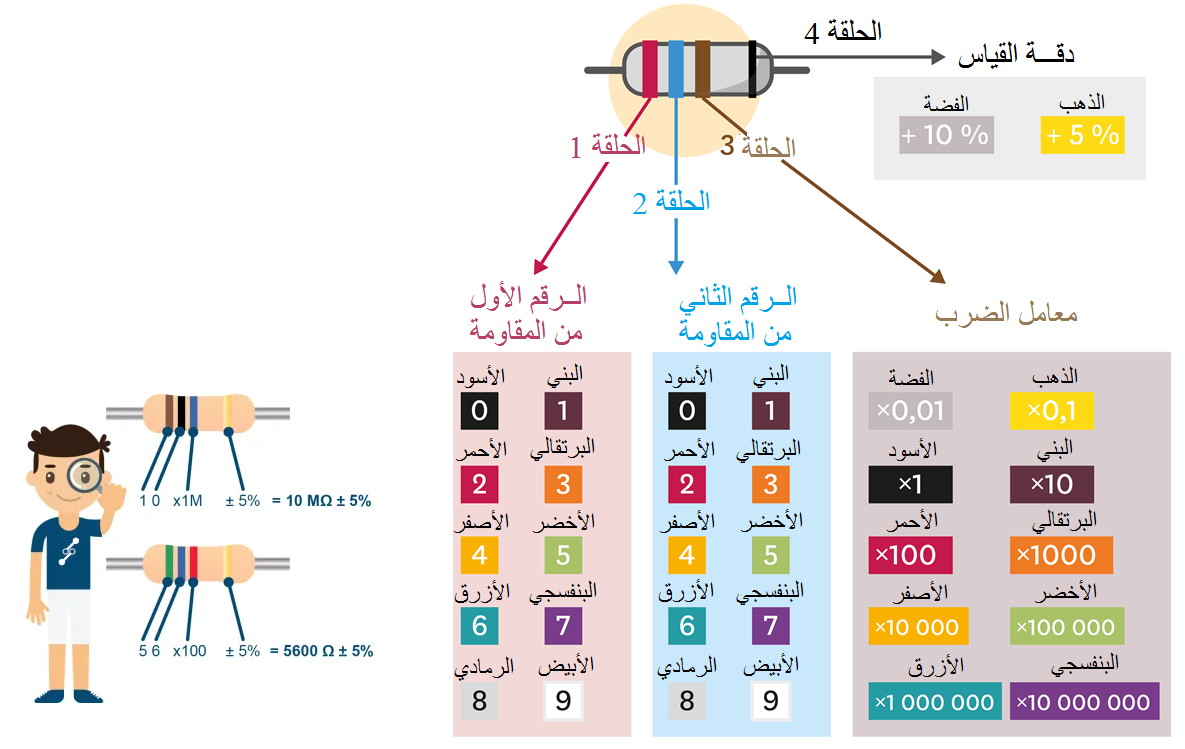 الحلقة 4
دقـــة القياس
الذهب
الفضة
+ 5 %
+ 10 %
الحلقة 1
الحلقة 3
الحلقة 2
الــرقم الأول
من المقاومة
الــرقم الثاني
من المقاومة
معامل الضرب
الأسود
البني
0
1
الأحمر
البرتقالي
2
3
الأصفر
الأخضر
4
5
الأزرق
البنفسجي
6
7
الرمادي
الأبيض
8
9
الأسود
البني
0
1
الأحمر
البرتقالي
2
3
الأصفر
الأخضر
4
5
الأزرق
البنفسجي
6
7
الرمادي
الأبيض
8
9
الفضة
الذهب
×0,01
×0,1
الأسود
البني
×1
×10
الأحمر
البرتقالي
×100
×1000
الأصفر
الأخضر
×10 000
×100 000
الأزرق
البنفسجي
×1 000 000
×10 000 000
1 0 x1M ± 5% = 10 MΩ ± 5%
5 6 x100 ± 5% = 5600 Ω ± 5%